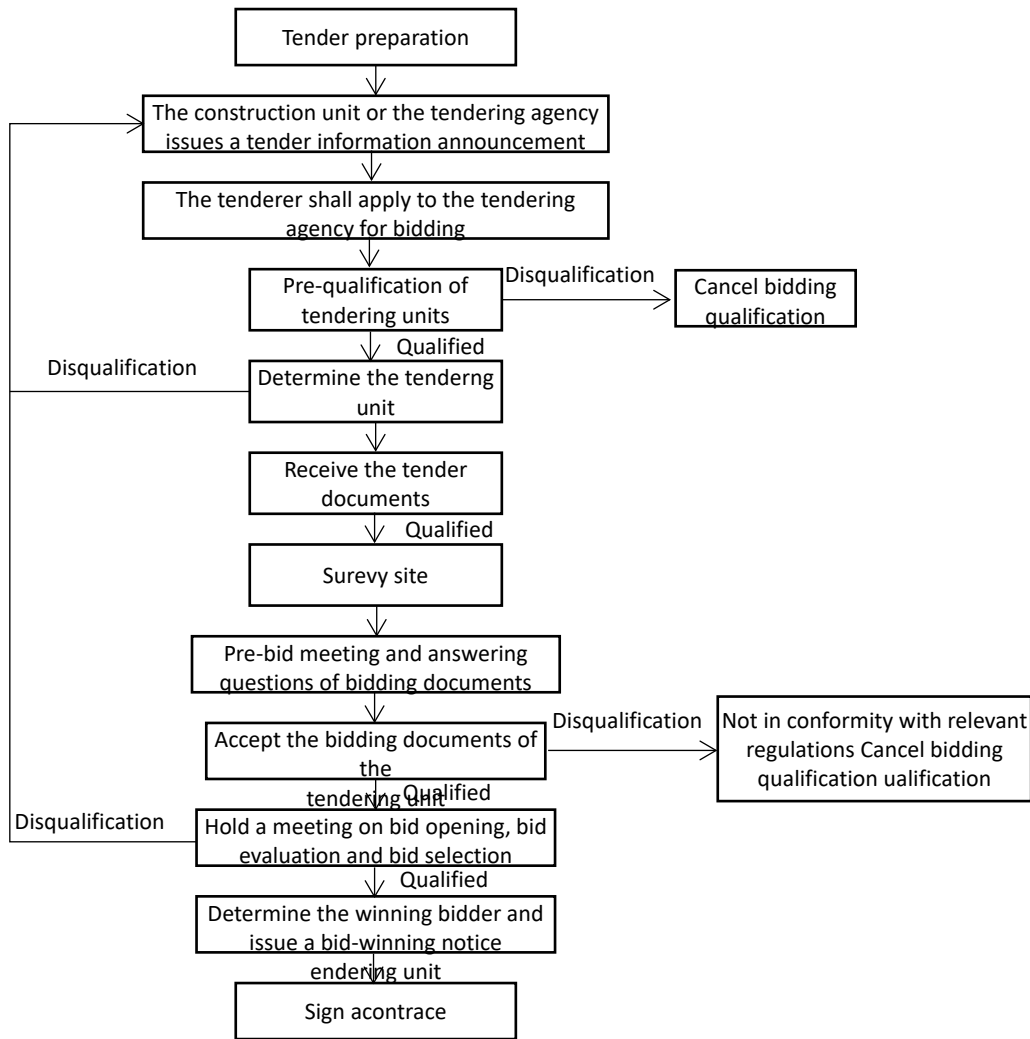 Tender preparation
The construction unit or the tendering agency
issues a tender information announcement
The tenderer shall apply to the tendering
agency for bidding
Disqualification
Pre-qualification of
tendering units
Cancel bidding
qualification
Qualified
Disqualification
Determine the tenderng
unit
Receive the tender
documents
Qualified
Surevy site
Pre-bid meeting and answering
questions of bidding documents
Disqualification
Accept the bidding documents of
the
tendering unit
Not in conformity with relevant
regulations Cancel bidding
qualification ualification
Qualified
Disqualification
Hold a meeting on bid opening, bid
evaluation and bid selection
Qualified
Determine the winning bidder and
issue a bid-winning notice
endering unit
Sign acontrace